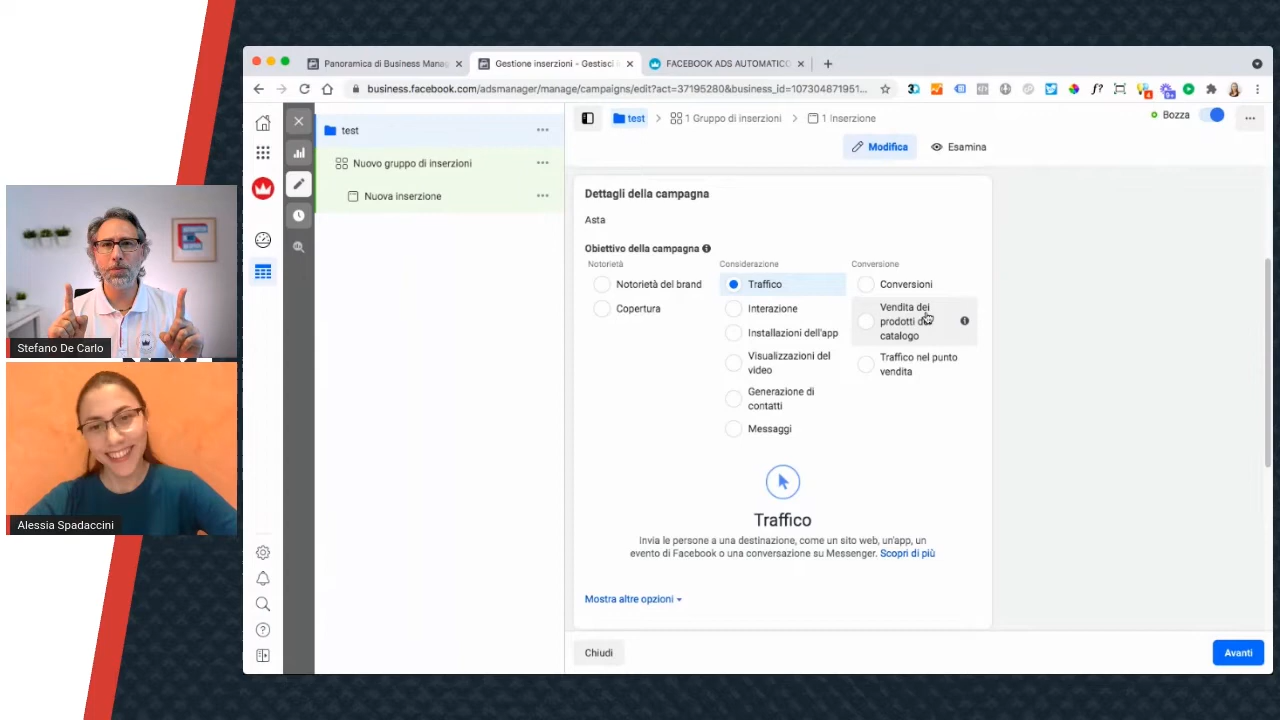 Panoramica di Business Manag
Gestione inserzioni - Gestisci
FACEBOOK ADS AUTOMATICO
business.facebook.com/adsmanager/manage/campaigns/edit?act=37195280&business_id=107304871951...
test
Nuovo gruppo di inserzioni
Nuova inserzione
test
1 Gruppo di inserzioni
1 Inserzione
Bozza
Modifica
Esamina
Dettagli della campagna
Asta
Obiettivo della campagna
Notorietà
Considerazione
Conversione
Notorietà del brand
Traffico
Conversioni
Copertura
Interazione
Vendita dei
prodotti
catalogo
Installazioni dell'app
Visualizzazioni del
video
Traffico nel punto
vendita
Generazione di
contatti
Messaggi
Traffico
Invia le persone a una destinazione, come un sito web, un'app, un
evento di Facebook o una conversazione su Messenger. Scopri di più
Mostra altre opzioni
Chiudi
Avanti
Stefano De Carlo
Alessia Spadaccini